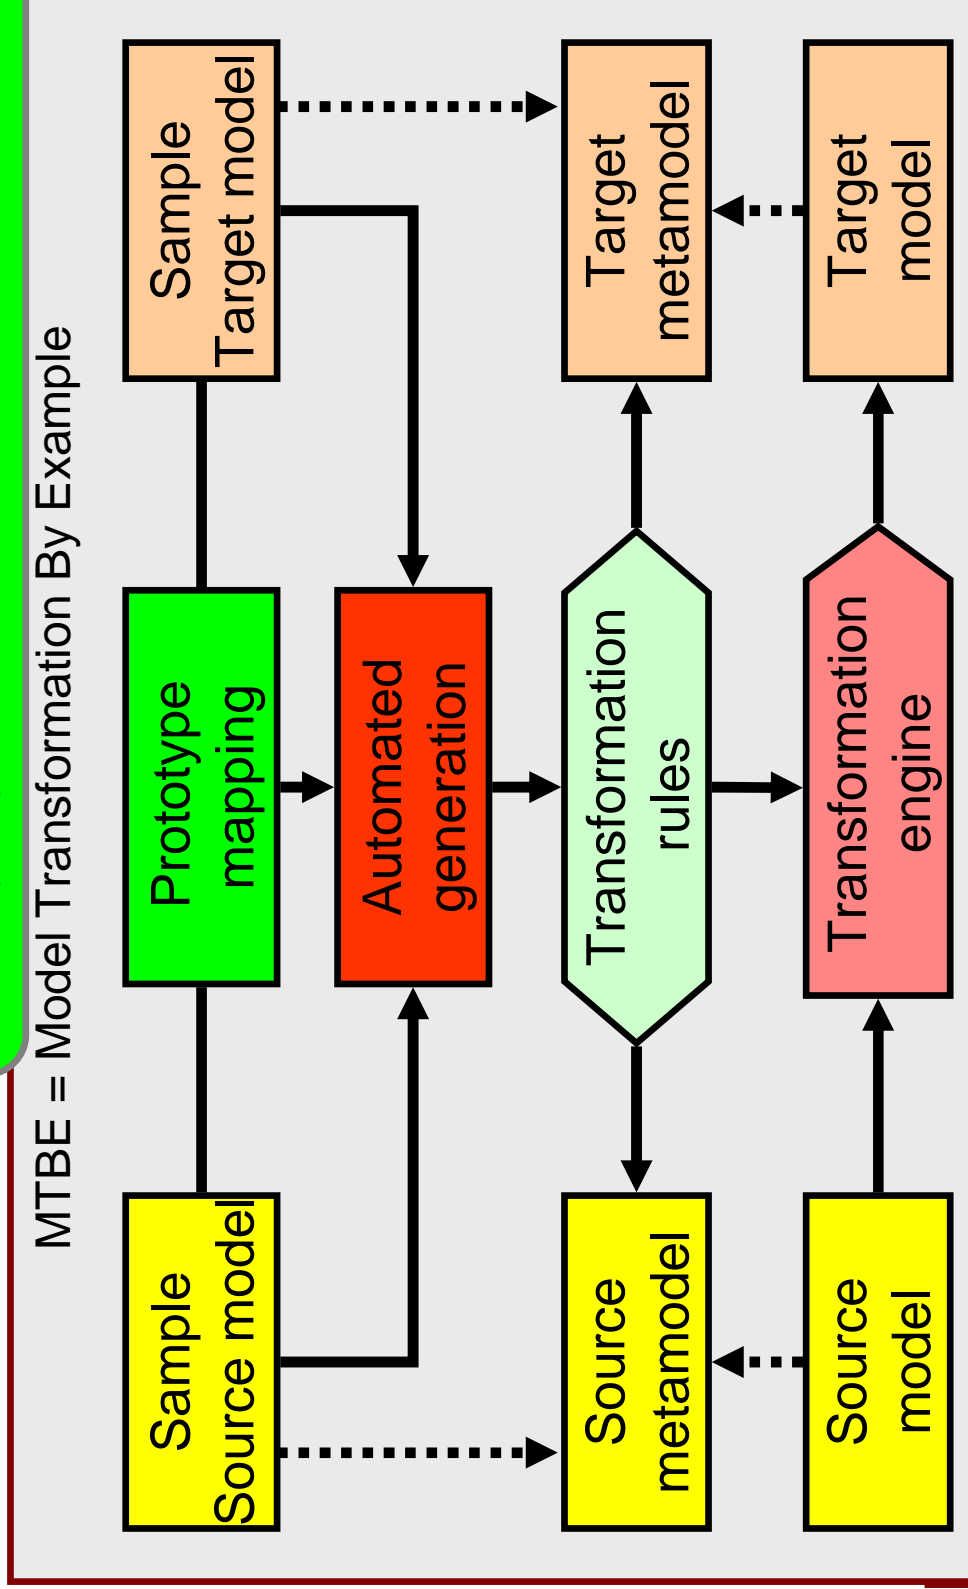 MTBE = Model Transformation By Example
Sample
Source model
Prototype
mapping
Sample
Target model
Automated
generation
Source
metamodel
Transformation
rules
Target
metamodel
Source
model
Transformation
engine
Target
model